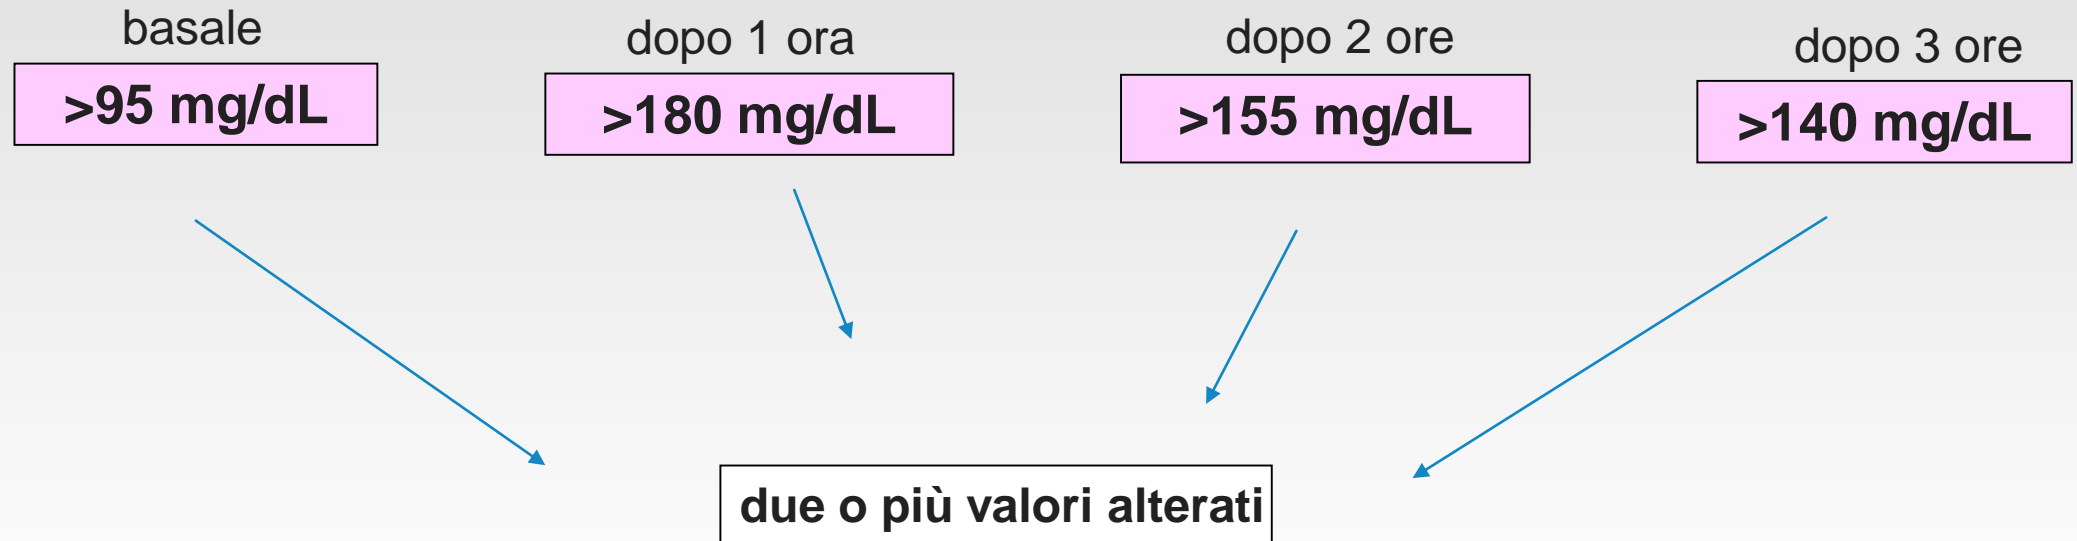 basale
>95 mg/dL
dopo 1 ora
>180 mg/dL
dopo 2 ore
>155 mg/dL
dopo 3 ore
>140 mg/dL
due o più valori alterati